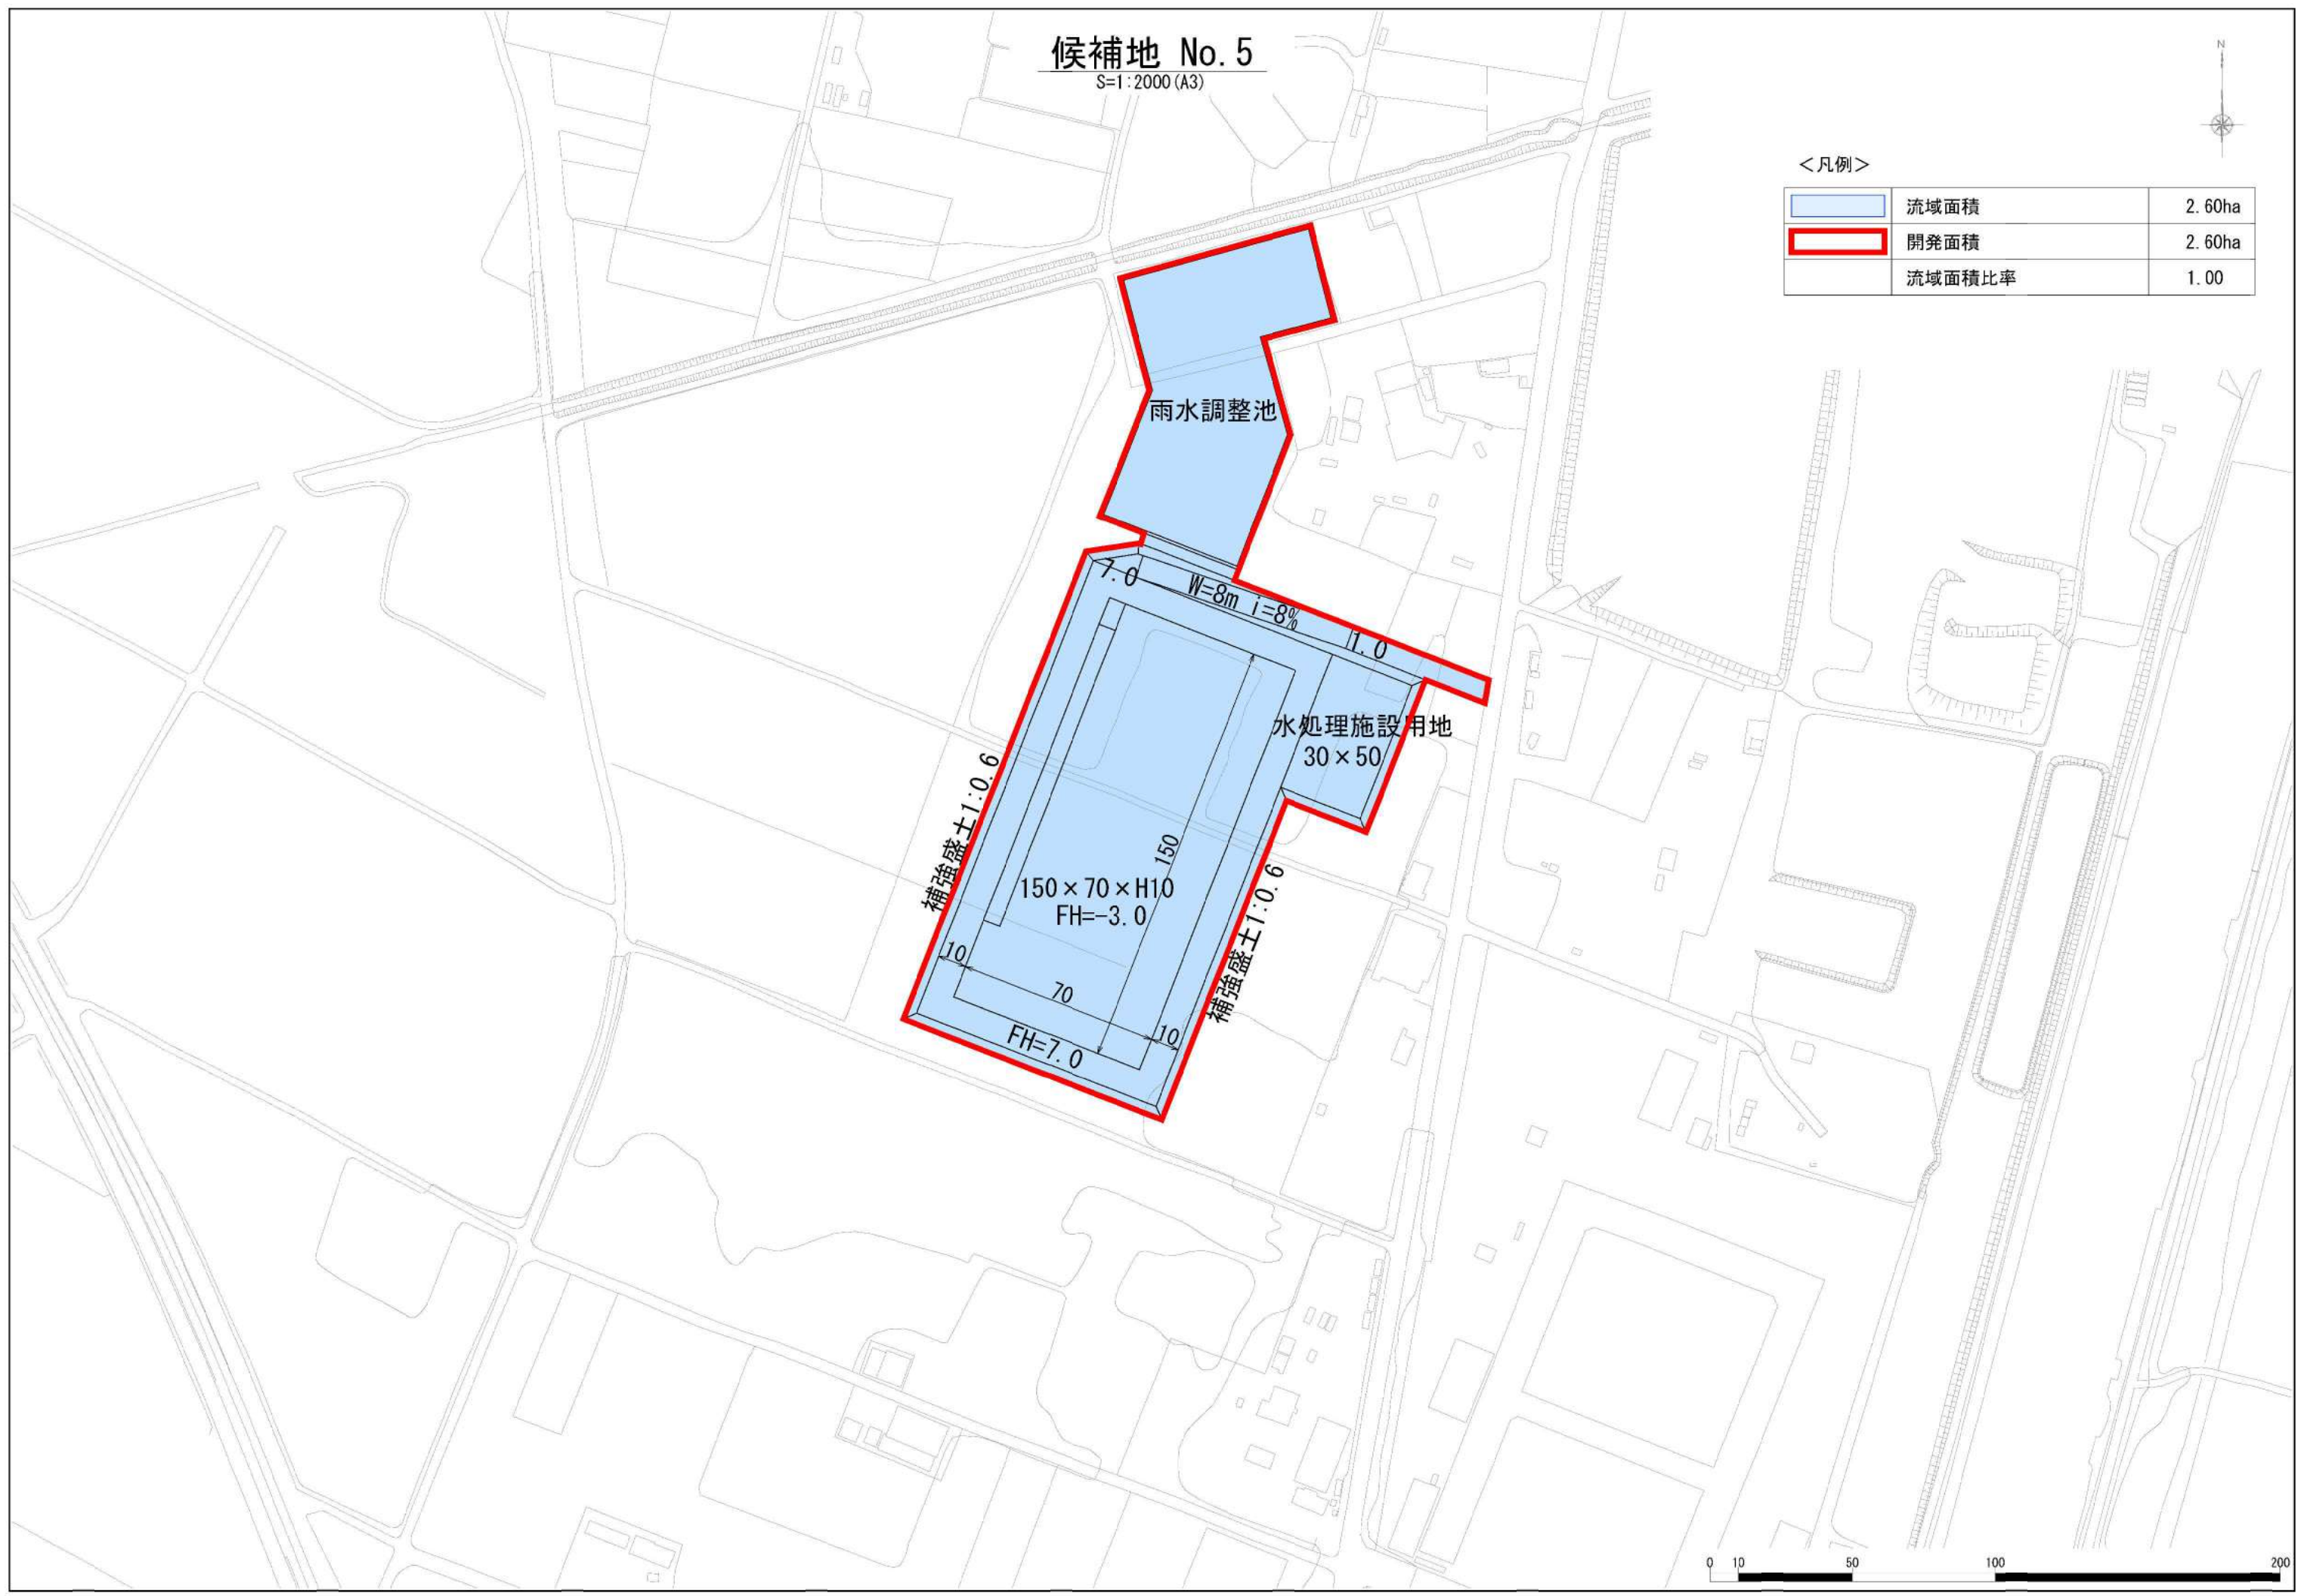 候補地 No.5
S=1:2000(A3)
N
＜凡例＞
流域面積 2.60ha
開発面積 2.60ha
流域面積比率 1.00
雨水調整池
7.0
W=8m i=8%
1.0
水処理施設用地
30×50
補強盛土1:0.6
150
150×70×H10
FH=-3.0
補強盛土1:0.6
10
70
10
FH=7.0
0 10 50 100 200